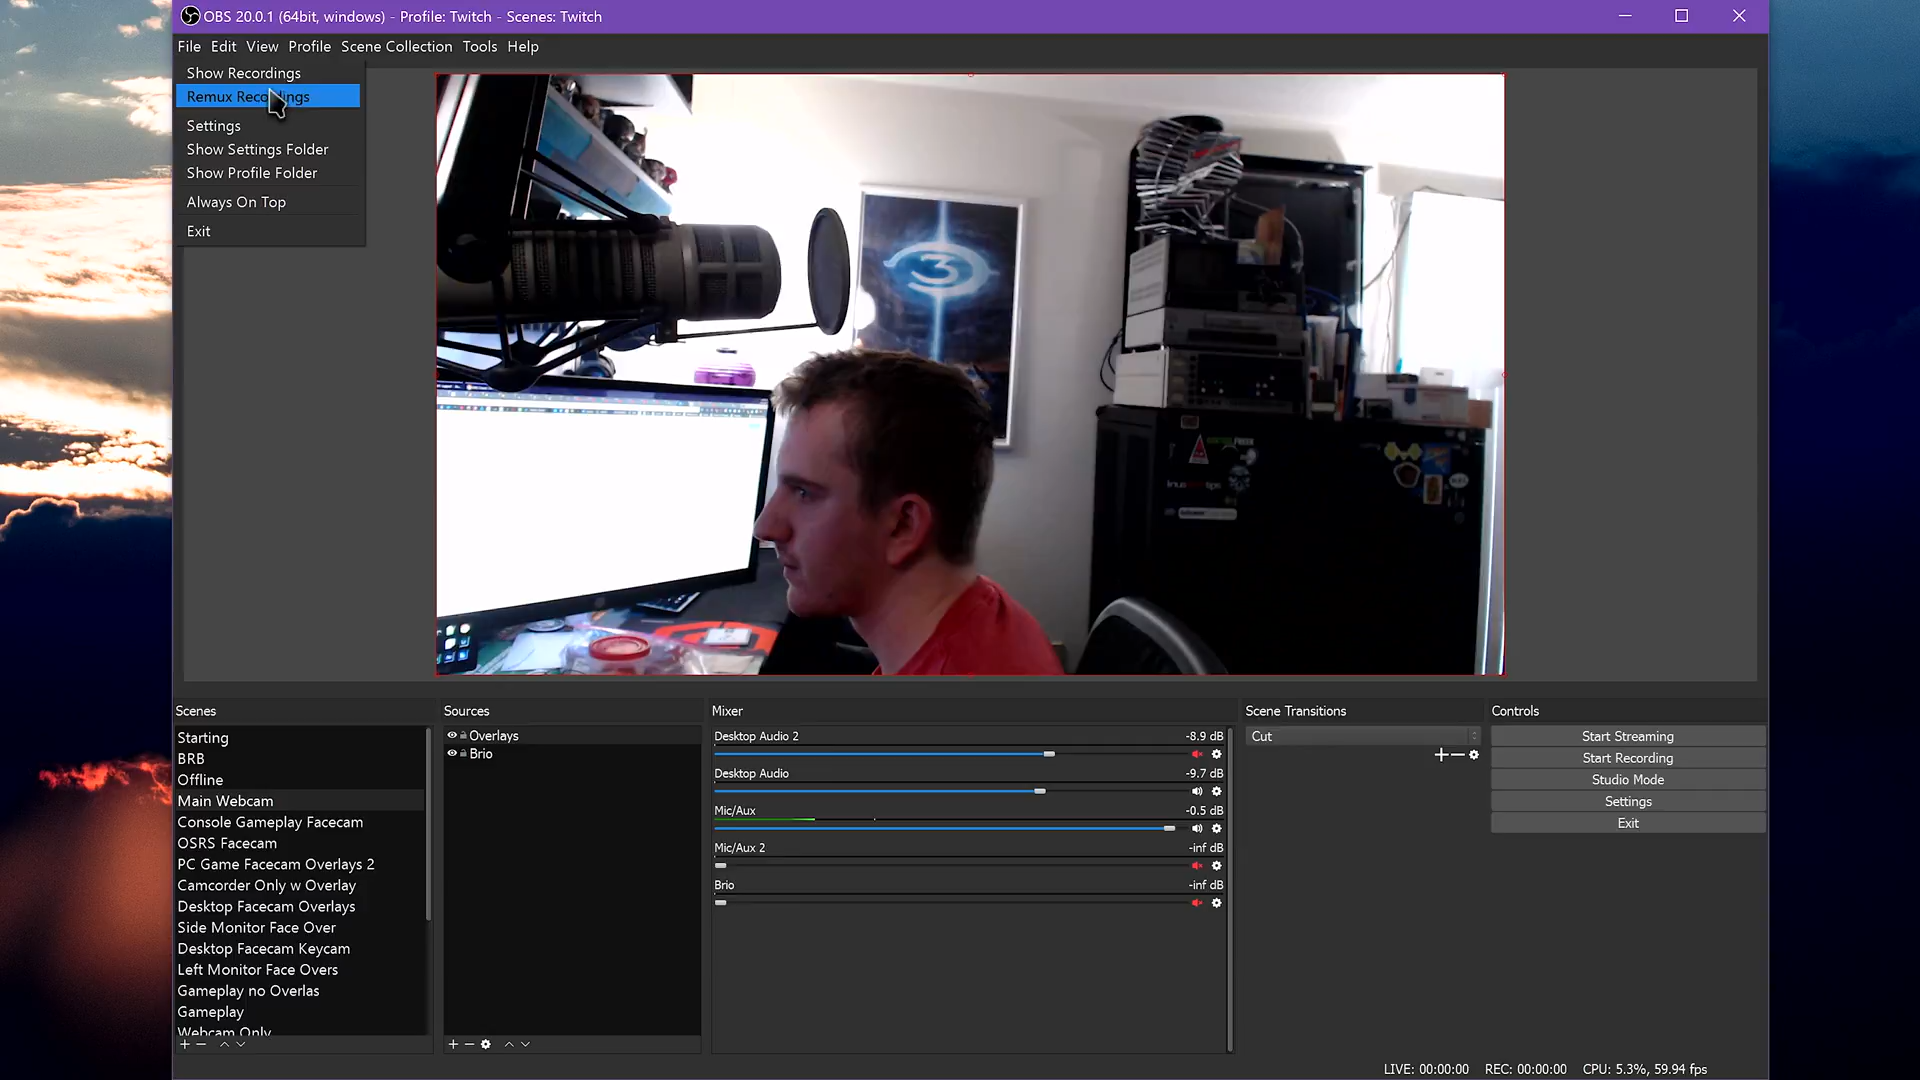 OBS 20.0.1 (64bit, windows) - Profile: Twitch - Scenes: Twitch
File Edit View Profile Scene Collection Tools Help
Show Recordings
Remux Recordings
Settings
Show Settings Folder
Show Profile Folder
Always On Top
Exit
3
Scenes
Starting
BRB
Offline
Main Webcam
Console Gameplay Facecam
OSRS Facecam
PC Game Facecam Overlays 2
Camcorder Only w Overlay
Desktop Facecam Overlays
Side Monitor Face Over
Desktop Facecam Keycam
Left Monitor Face Overs
Gameplay no Overlas
Gameplay
Webcam Only
Sources
Overlays
Brio
Mixer
Desktop Audio 2 -8.9 dB
Desktop Audio -9.7 dB
Mic/Aux -0.5 dB
Mic/Aux 2 -inf dB
Brio -inf dB
Scene Transitions
Cut
Controls
Start Streaming
Start Recording
Studio Mode
Settings
Exit
LIVE: 00:00:00 REC: 00:00:00 CPU: 5.3%, 59.94 fps